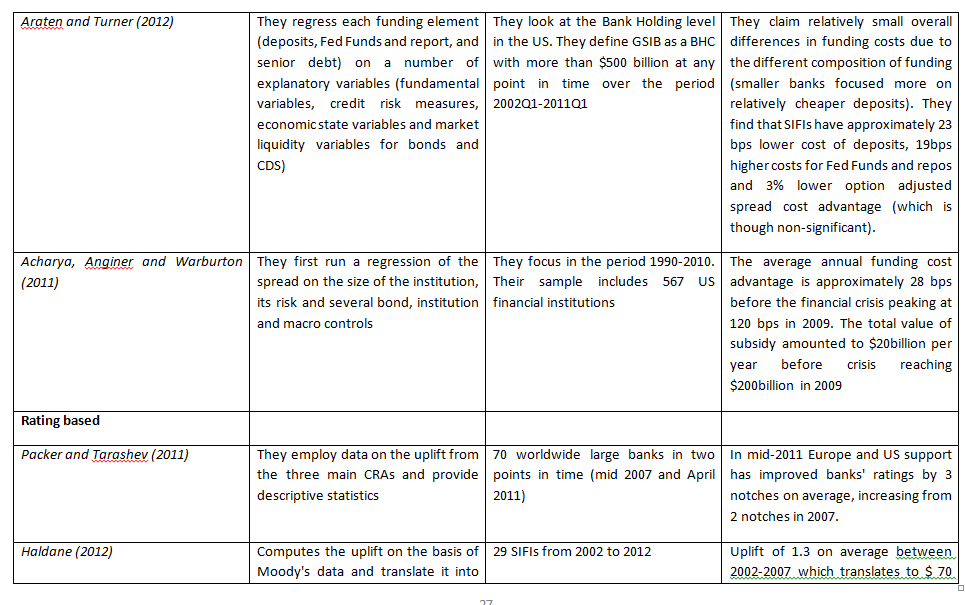 Araten and Turner (2012)
They regress each funding element
(deposits, Fed Funds and report, and
senior debt) on a number of
explanatory variables (fundamental
variables, credit risk measures,
economic state variables and market
liquidity variables for bonds and
CDS)
They look at the Bank Holding level
in the US. They define GSIB as a BHC
with more than $500 billion at any
point in time over the period
2002Q1-2011Q1
They claim relatively small overall
differences in funding costs due to
the different composition of funding
(smaller banks focused more on
relatively cheaper deposits). They
find that SIFIs have approximately 23
bps lower cost of deposits, 19bps
higher costs for Fed Funds and repos
and 3% lower option adjusted
spread cost advantage (which is
though non-significant).
Acharya, Anginer and Warburton
(2011)
They first run a regression of the
spread on the size of the institution,
its risk and several bond, institution
and macro controls
They focus in the period 1990-2010.
Their sample includes 567 US
financial institutions
The average annual funding cost
advantage is approximately 28 bps
before the financial crisis peaking at
120 bps in 2009. The total value of
subsidy amounted to $20billion per
year before crisis reaching
$200billion in 2009
Rating based
Packer and Tarashev (2011)
They employ data on the uplift from
the three main CRAs and provide
descriptive statistics
70 worldwide large banks in two
points in time (mid 2007 and April
2011)
In mid-2011 Europe and US support
has improved banks' ratings by 3
notches on average, increasing from
2 notches in 2007.
Haldane (2012)
Computes the uplift on the basis of
Moody's data and translate it into
29 SIFIs from 2002 to 2012
Uplift of 1.3 on average between
2002-2007 which translates to $ 70
27